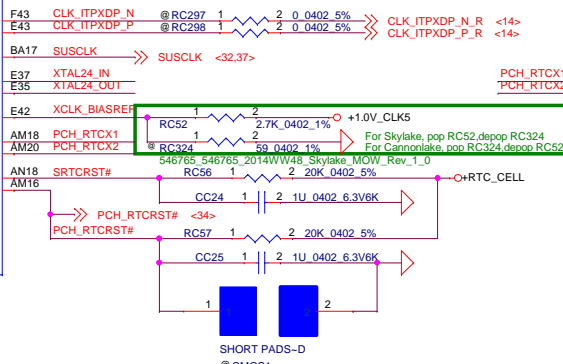 F43 CLK_ITPXDP_N @ RC297 1 2 0_0402_5% CLK_ITPXDP_N_R <14>
E43 CLK_ITPXDP_P @ RC298 1 2 0_0402_5% CLK_ITPXDP_P_R <14>
BA17 SUSCLK SUSCLK <32,37>
E37 XTAL24_IN PCH_RTCX1
E35 XTAL24_OUT PCH_RTCX2
E42 XCLK_BIASREF 1 2 +1.0V_CLK5
RC52 2.7K_0402_1%
AM18 PCH_RTCX1 1 2 For Skylake, pop RC52,depop RC324
AM20 PCH_RTCX2 @ RC324 59_0402_1% For Cannonlake, pop RC324,depop RC52
546765_546765_2014WW48_Skylake_MOW_Rev_1_0
AN18 SRTCRST# RC56 1 2 20K_0402_5% +RTC_CELL
AM16
CC24 1 2 1U_0402_6.3V6K
PCH_RTCRST# <34>
PCH_RTCRST# RC57 1 2 20K_0402_5%
CC25 1 2 1U_0402_6.3V6K
1 1 2 2
SHORT PADS~D